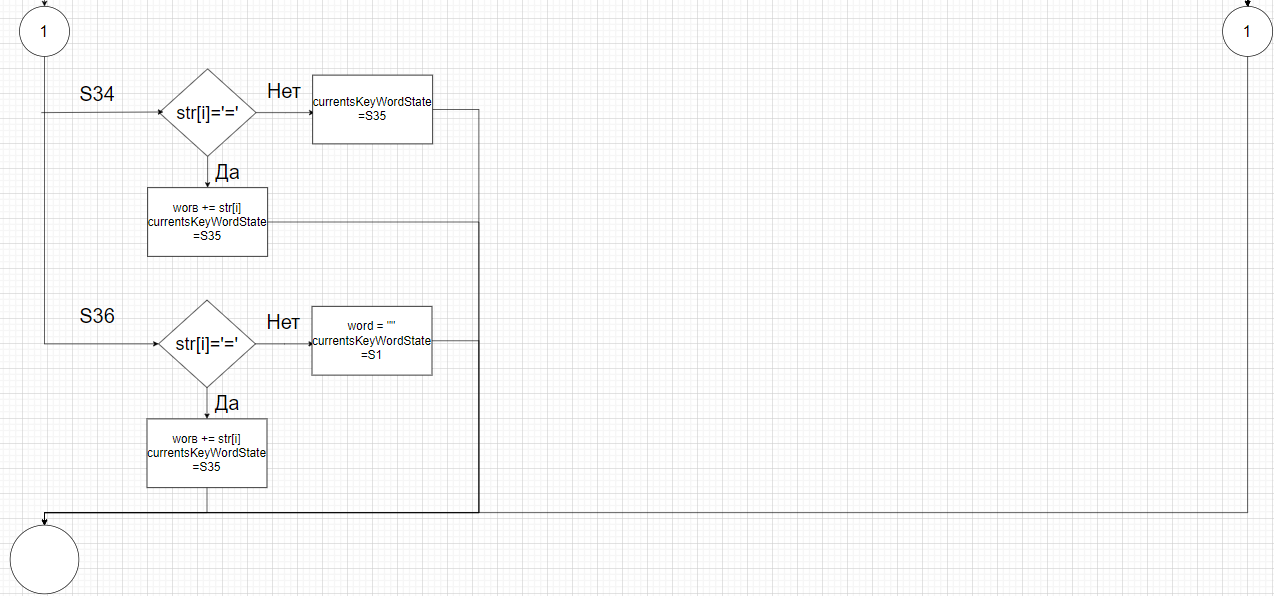 1
1
S34
str[i]='='
Нет
currentsKeyWordState
=S35
Да
worв += str[i]
currentsKeyWordState
=S35
S36
str[i]='='
Нет
word = ""
currentsKeyWordState
=S1
Да
worв += str[i]
currentsKeyWordState
=S35